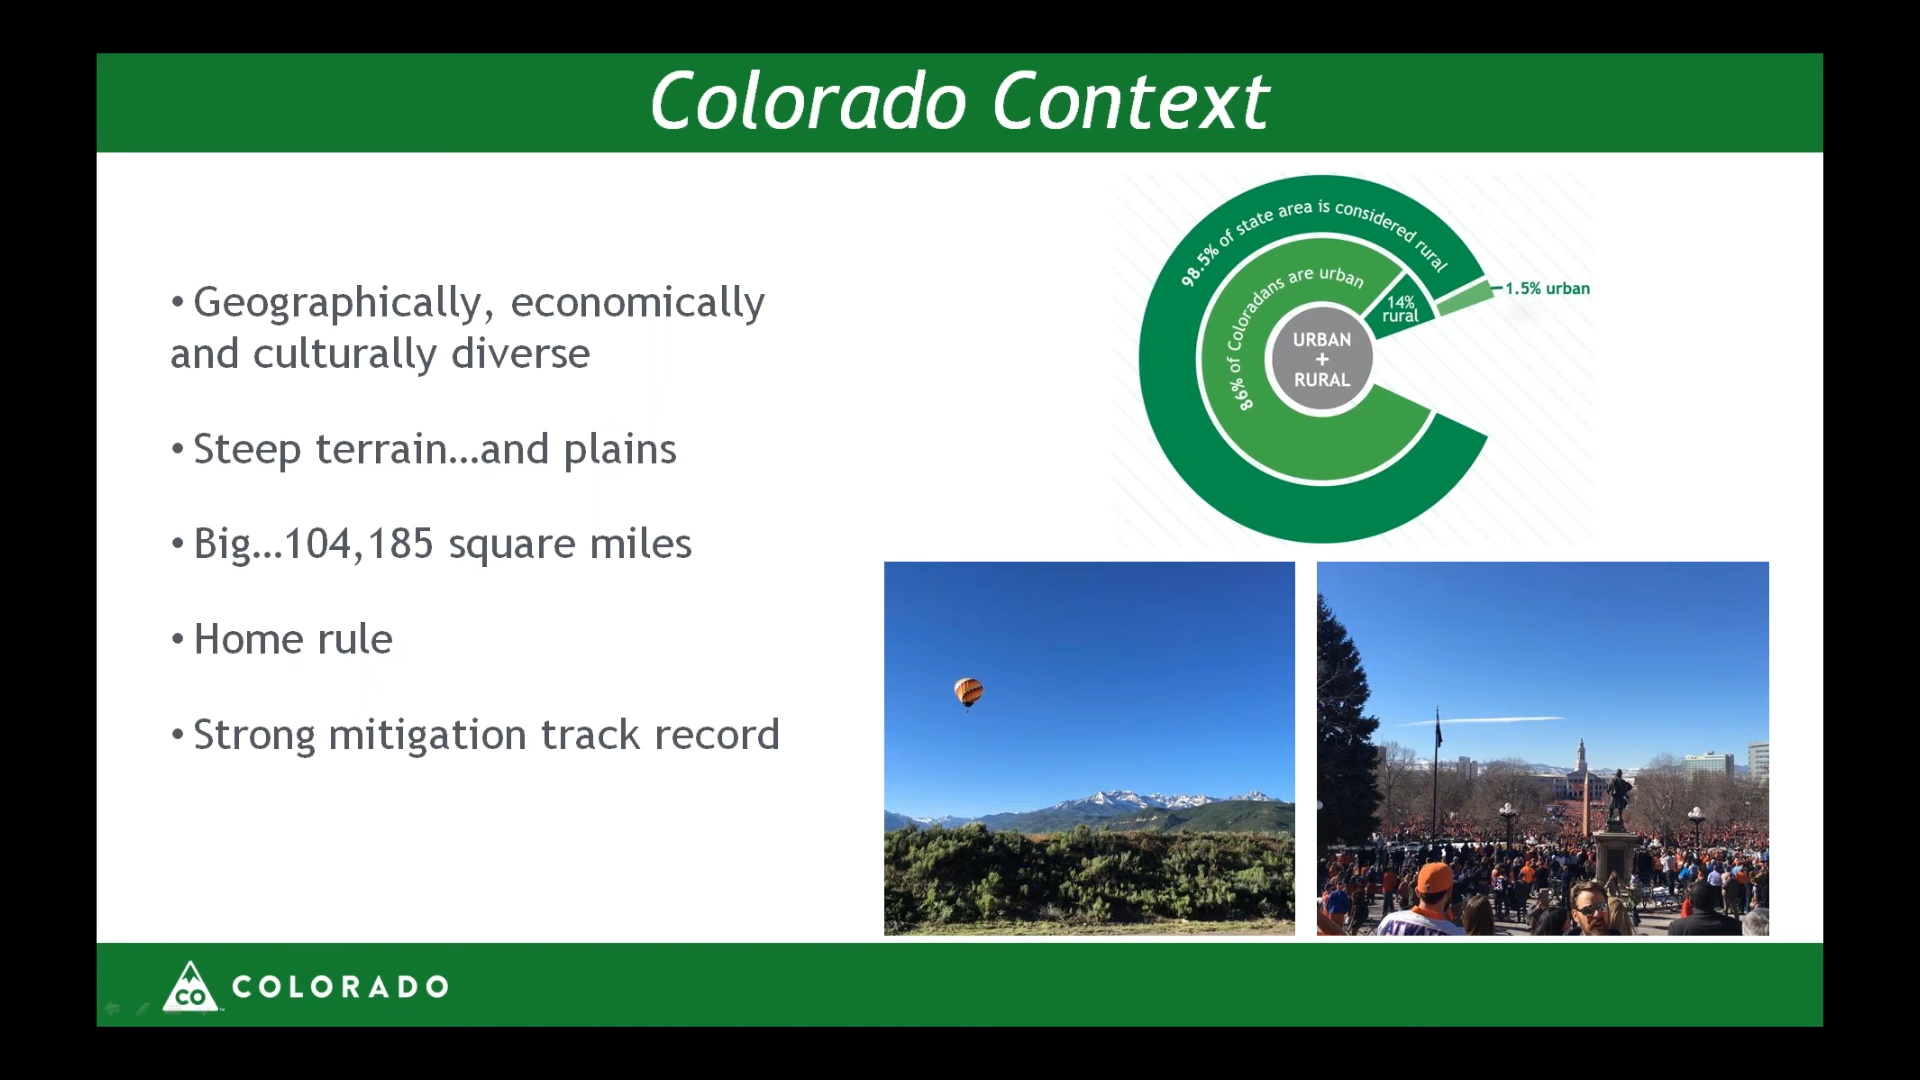 Colorado Context
• Geographically, economically
and culturally diverse
• Steep terrain...and plains
• Big...104,185 square miles
• Home rule
• Strong mitigation track record
98.5% of state area is considered rural
86% of Coloradans are urban
14%
rural
1.5% urban
URBAN
+
RURAL
CO
COLORADO